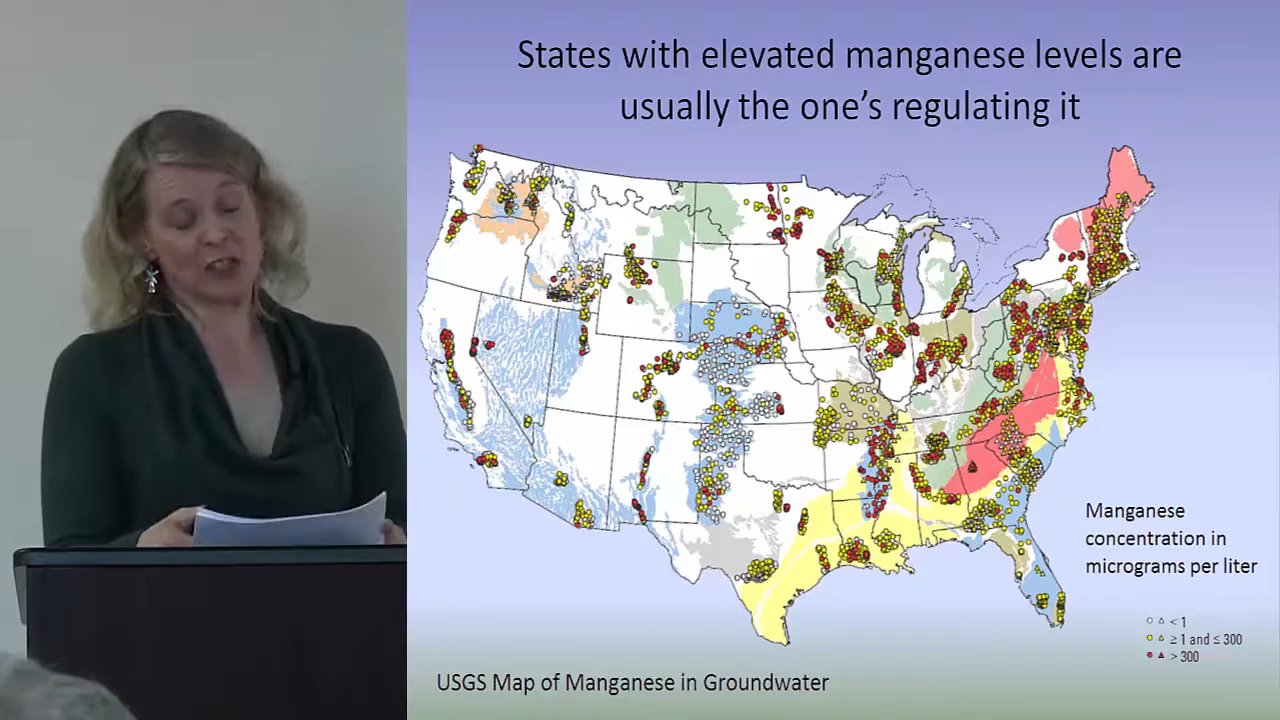 States with elevated manganese levels are
usually the one's regulating it
Manganese
concentration in
micrograms per liter
< 1
≥ 1 and ≤ 300
> 300
USGS Map of Manganese in Groundwater